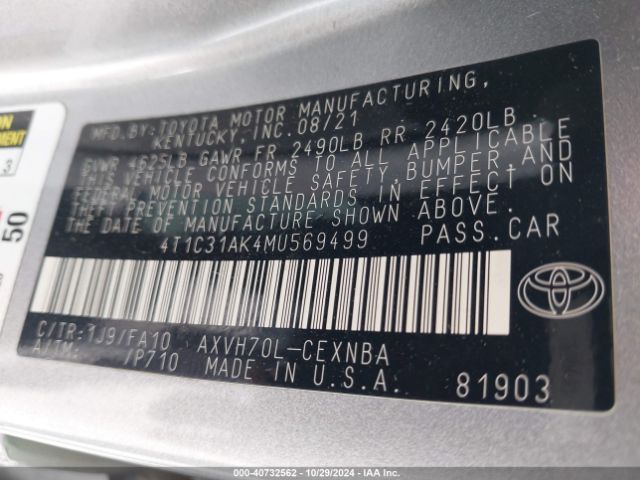 MFD.BY:TOYOTA MOTOR MANUFACTURING,
KENTUCKY, INC. 08/21
GVWR 4625LB GAWR FR 2490LB RR 2420LB
THIS VEHICLE CONFORMS TO ALL APPLICABLE
FEDERAL MOTOR VEHICLE SAFETY, BUMPER, AND
THEFT PREVENTION STANDARDS IN EFFECT ON
THE DATE OF MANUFACTURE SHOWN ABOVE.
4T1C31AK4MU569499 PASS.CAR
C/TR:1J9/FA10 AXVH70L-CEXNBA
A/TM: /P710 MADE IN U.S.A.
81903
50
000-40732562 - 10/29/2024 - IAA Inc.